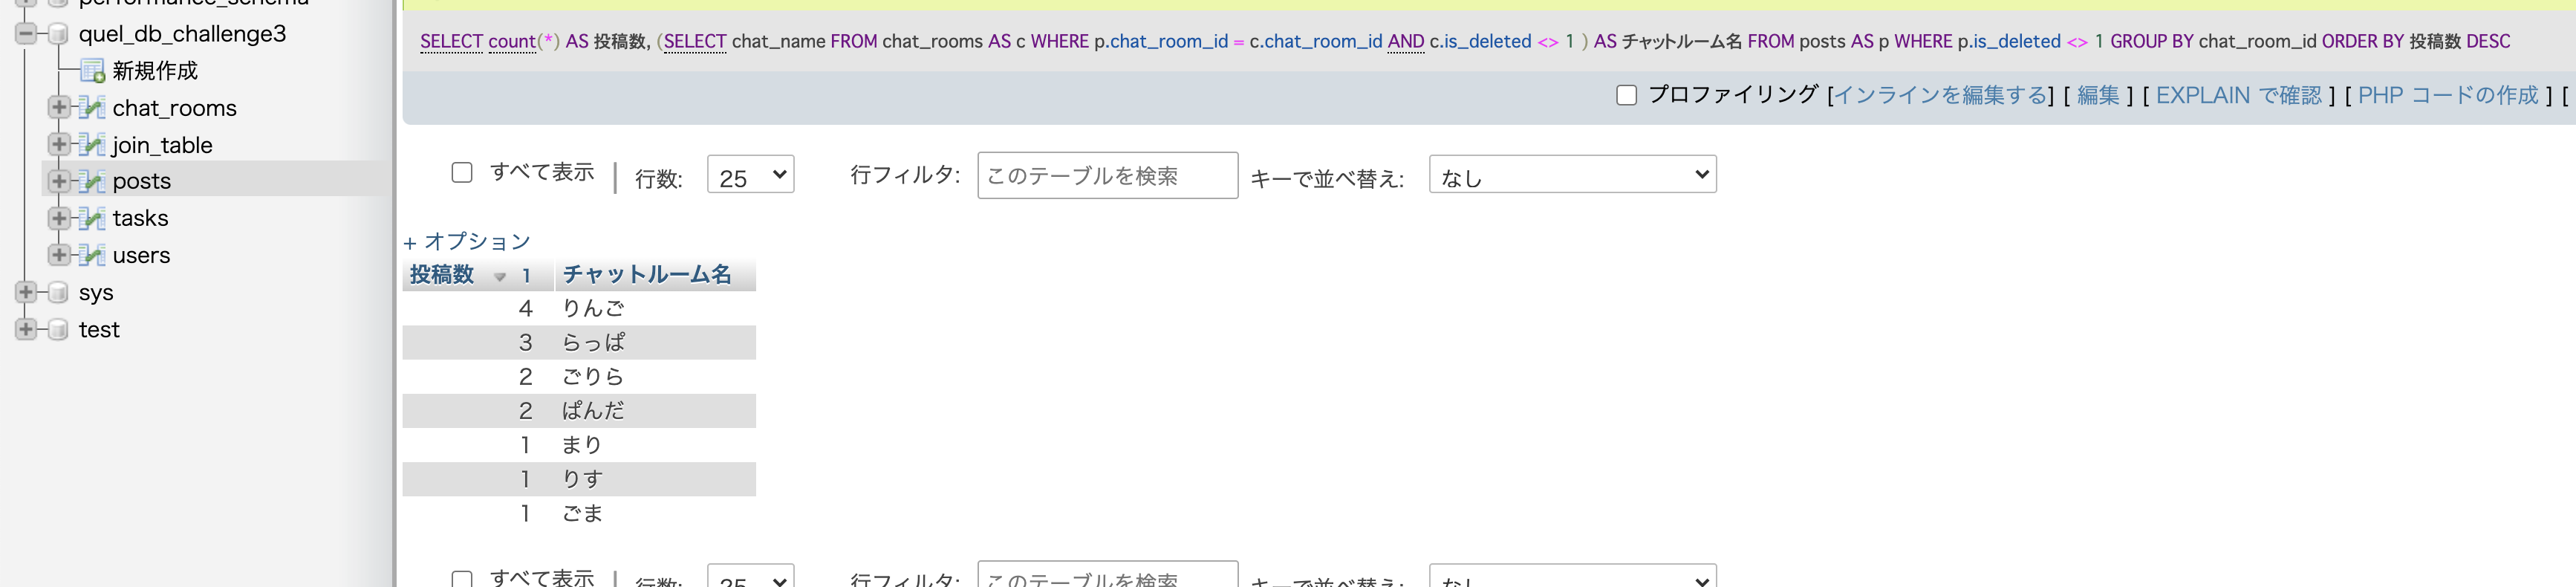 performance_schema
quel_db_challenge3
新規作成
chat_rooms
join_table
posts
tasks
users
sys
test
SELECT count(*) AS 投稿数, (SELECT chat_name FROM chat_rooms AS c WHERE p.chat_room_id = c.chat_room_id AND c.is_deleted <> 1 ) AS チャットルーム名 FROM posts AS p WHERE p.is_deleted <> 1 GROUP BY chat_room_id ORDER BY 投稿数 DESC
プロファイリング [インラインを編集する] [ 編集 ] [ EXPLAIN で確認 ] [ PHP コードの作成 ] [
すべて表示 | 行数: 25 行フィルタ: このテーブルを検索 キーで並べ替え: なし
+ オプション
投稿数 1 チャットルーム名
4 りんご
3 らっぱ
2 ごりら
2 ぱんだ
1 まり
1 りす
1 ごま
すべて表示 | 行数: 25 行フィルタ: このテーブルを検索 キーで並べ替え: なし